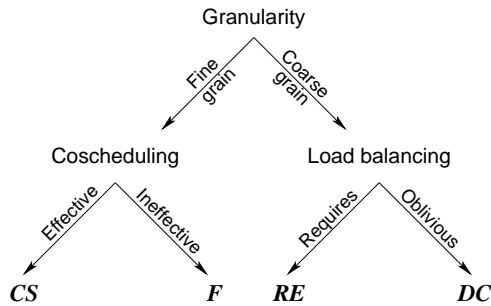 Granularity
Fine
grain
Coarse
grain
Coscheduling
Load balancing
Effective
Ineffective
Requires
Oblivious
CS
F
RE
DC